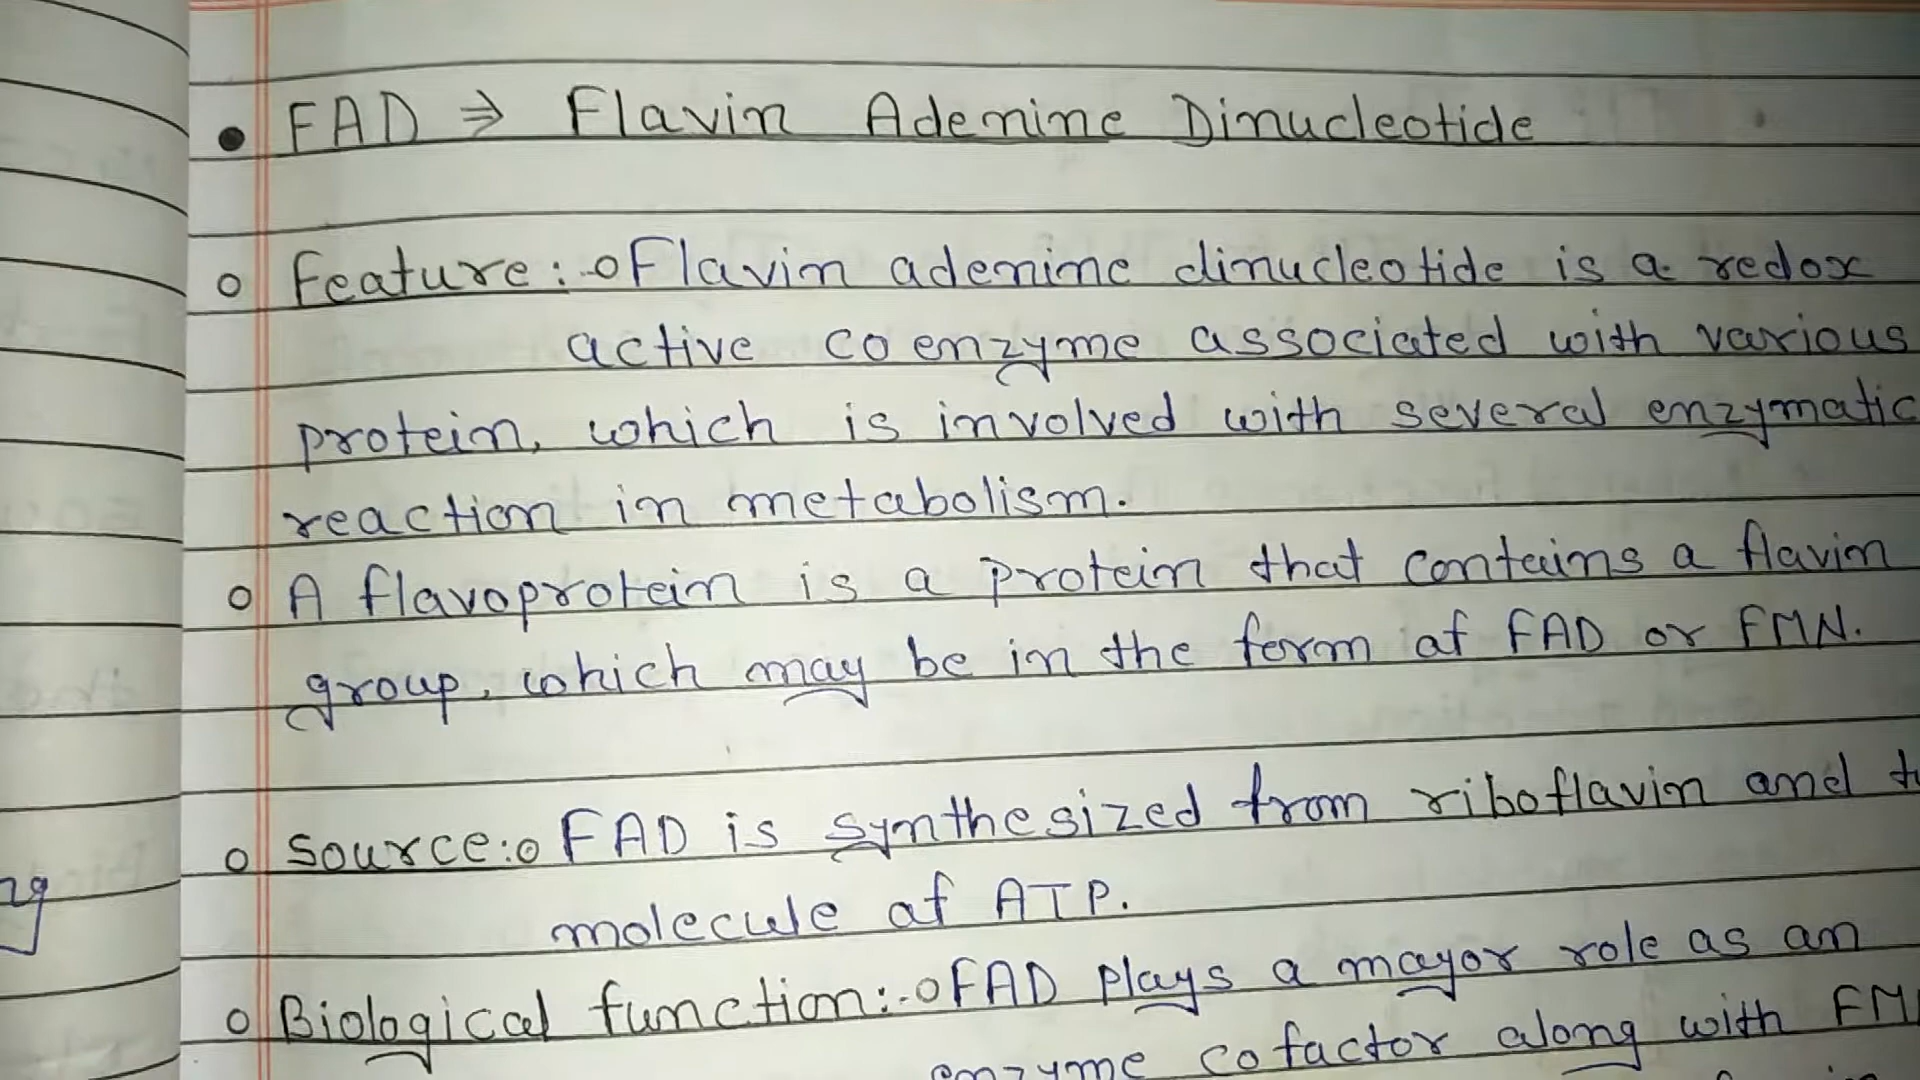 • FAD ⇒ Flavin Adenine Dinucleotide
o Feature:-o Flavin adenine dinucleotide is a redox
active coenzyme associated with various
protein, which is involved with several enzymatic
reaction in metabolism.
o A flavoprotein is a protein that contains a flavin
group, which may be in the form of FAD or FMN.
o Source:o FAD is synthesized from riboflavin and
molecule of ATP.
o Biological function:-o FAD plays a mayor role as an
enzyme cofactor along with